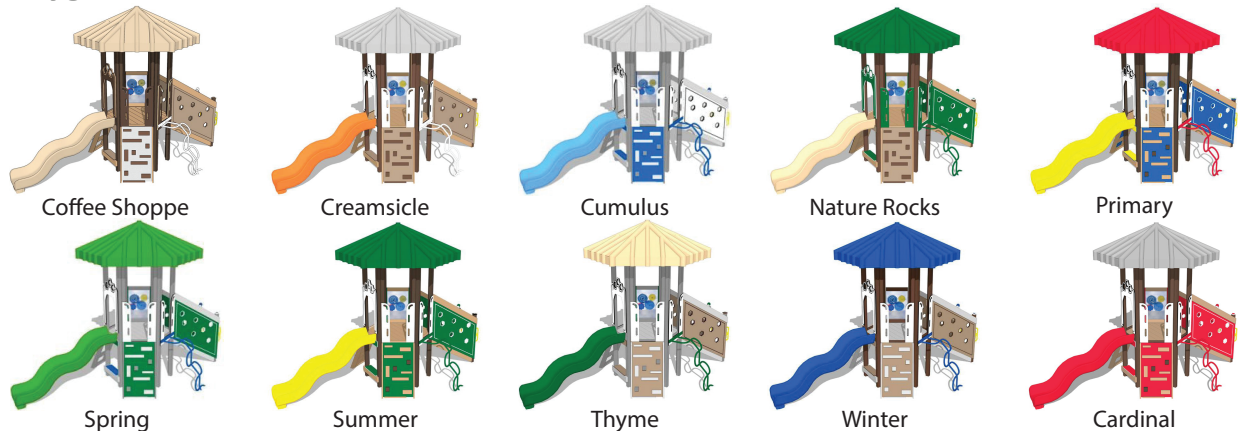 Coffee Shoppe
Creamsicle
Cumulus
Nature Rocks
Primary
Spring
Summer
Thyme
Winter
Cardinal